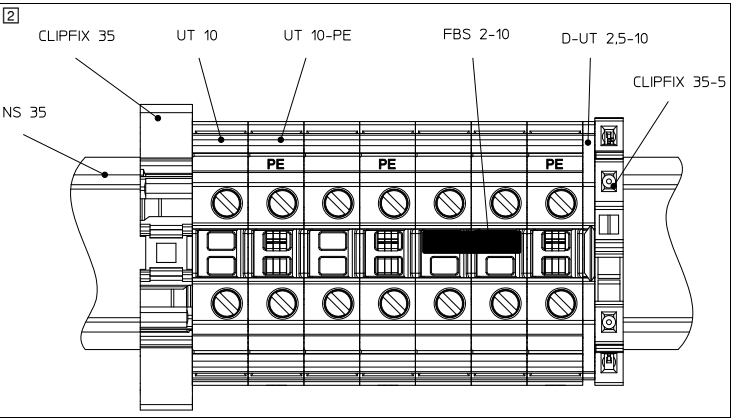 2
CLIPFIX 35
UT 10
UT 10-PE
FBS 2-10
D-UT 2,5-10
CLIPFIX 35-5
NS 35
PE
PE
PE